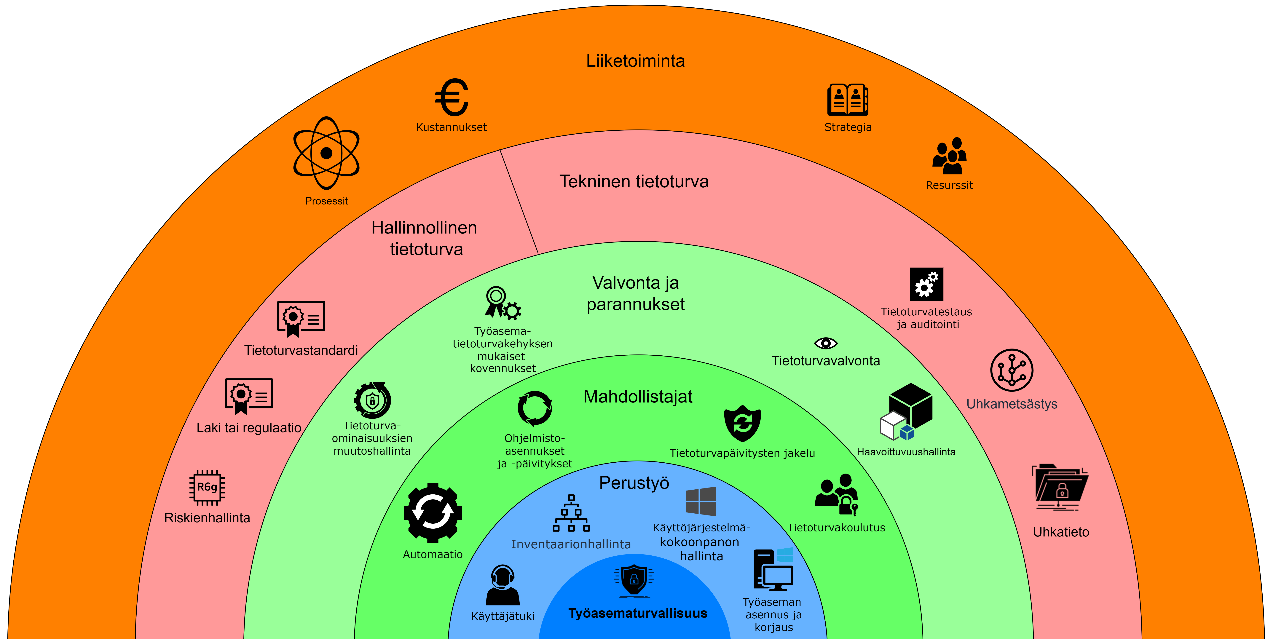 Liiketoiminta
Kustannukset
Prosessit
Strategia
Resurssit
Tekninen tietoturva
Hallinnollinen
tietoturva
Tietoturvastandardi
Laki tai regulaatio
R6g
Riskienhallinta
Tietoturvatestaus
ja auditointi
Uhkametsästys
Uhkatieto
Valvonta ja
parannukset
Työasema-
tietoturvakehyksen
mukaiset
kovennukset
Tietoturva-
ominaisuuksien
muutoshallinta
Tietoturvavalvonta
Haavoittuvuushallinta
Mahdollistajat
Ohjelmisto-
asennukset
ja -päivitykset
Automaatio
Tietoturvapäivitysten jakelu
Tietoturvakoulutus
Perustyö
Inventaarionhallinta
Käyttöjärjestelmä-
kokoonpanon
hallinta
Käyttäjätuki
Työaseman
asennus ja
korjaus
Työasematurvallisuus